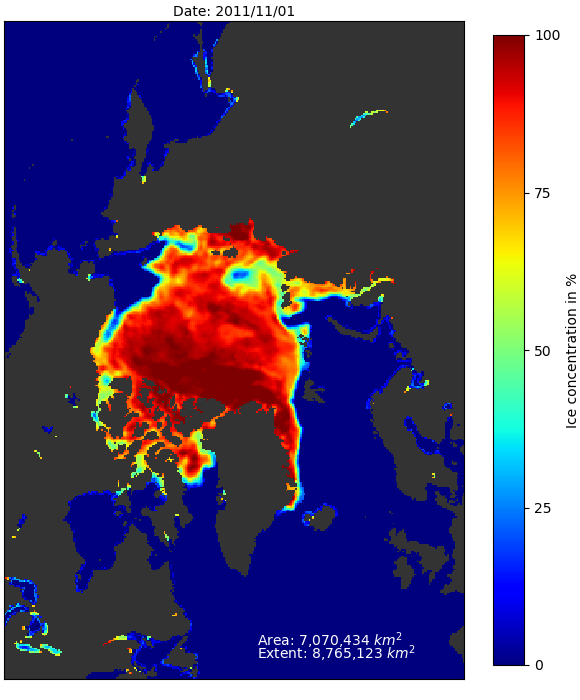 Date: 2011/11/01
100
75
50
25
0
Ice concentration in %
Area: 7,070,434 km²
Extent: 8,765,123 km²